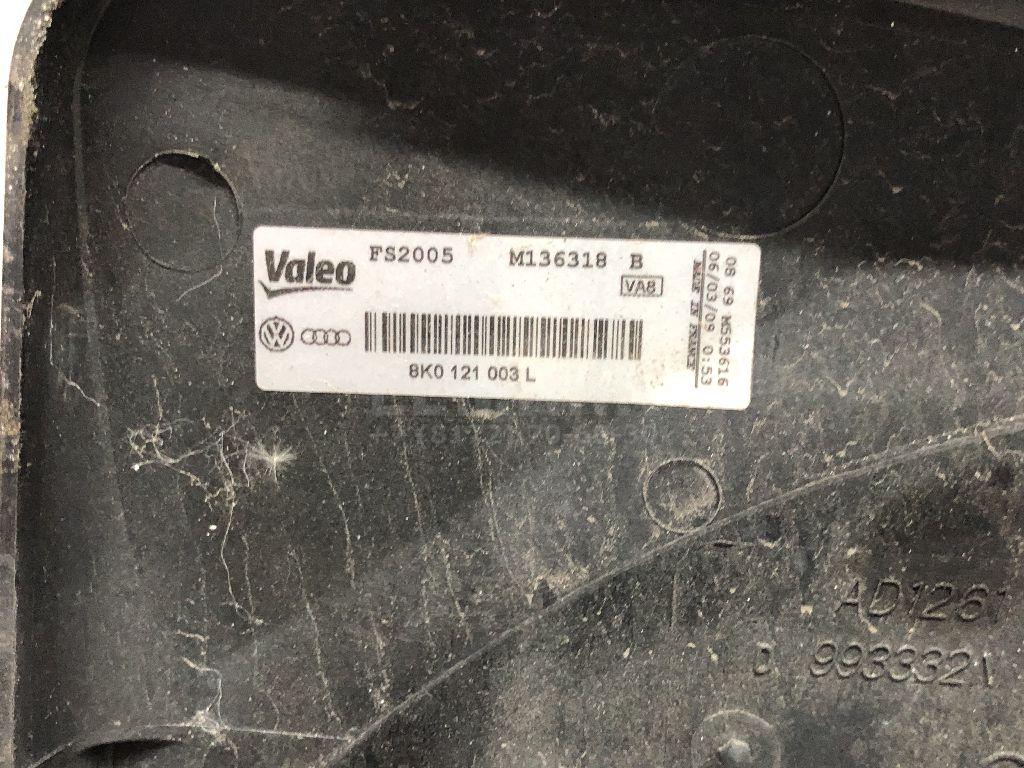 Valeo FS2005 M136318 B
VA8
8K0 121 003 L
08 69 M553616
06/03/09 0:53
MADE IN FRANCE
AD1261
D 993332